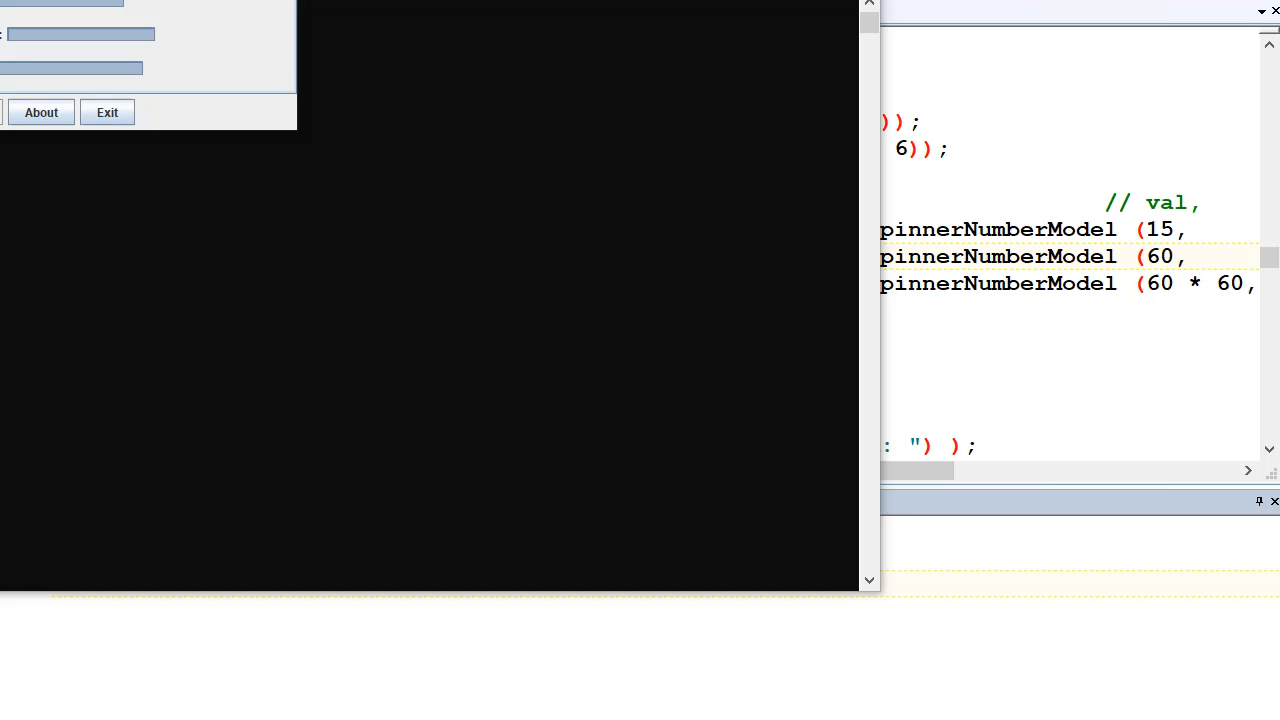 :
About Exit
));
6));
// val,
pinnerNumberModel (15,
pinnerNumberModel (60,
pinnerNumberModel (60 * 60,
: ") );